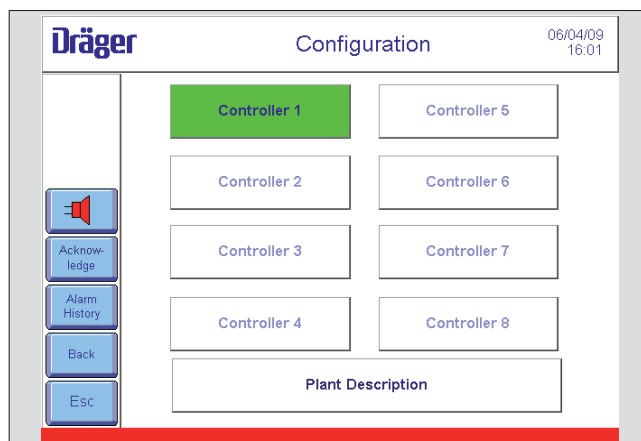 Dräger
Configuration
06/04/09
16:01
Controller 1
Controller 5
Controller 2
Controller 6
Controller 3
Controller 7
Controller 4
Controller 8
Plant Description
Acknow-
ledge
Alarm
History
Back
Esc